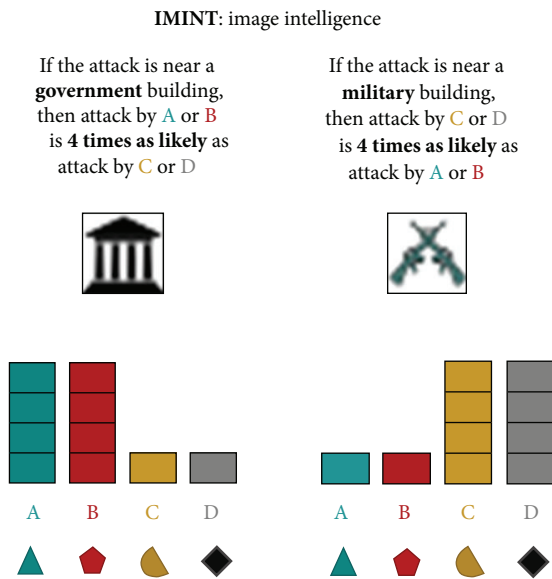 IMINT: image intelligence
If the attack is near a
government building,
then attack by A or B
is 4 times as likely as
attack by C or D
If the attack is near a
military building,
then attack by C or D
is 4 times as likely as
attack by A or B
A B C D
A B C D